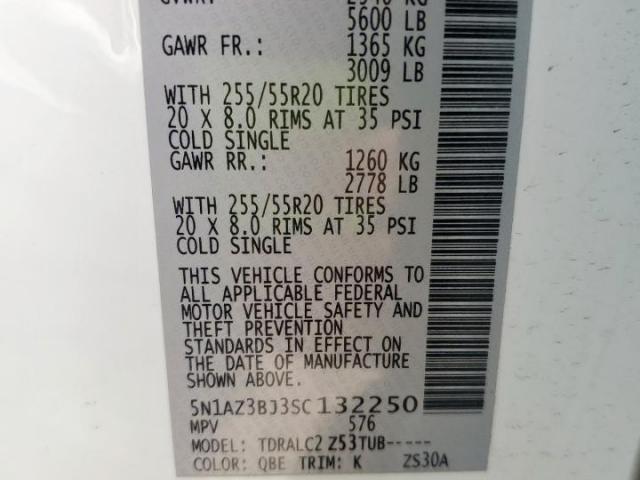 GVWR: 2540 KG
5600 LB
GAWR FR.: 1365 KG
3009 LB
WITH 255/55R20 TIRES
20 X 8.0 RIMS AT 35 PSI
COLD SINGLE
GAWR RR.: 1260 KG
2778 LB
WITH 255/55R20 TIRES
20 X 8.0 RIMS AT 35 PSI
COLD SINGLE
THIS VEHICLE CONFORMS TO
ALL APPLICABLE FEDERAL
MOTOR VEHICLE SAFETY AND
THEFT PREVENTION
STANDARDS IN EFFECT ON
THE DATE OF MANUFACTURE
SHOWN ABOVE.
5N1AZ3BJ3SC132250
MPV 576
MODEL: TDRALC2 Z53TUB-----
COLOR: QBE TRIM: K ZS30A